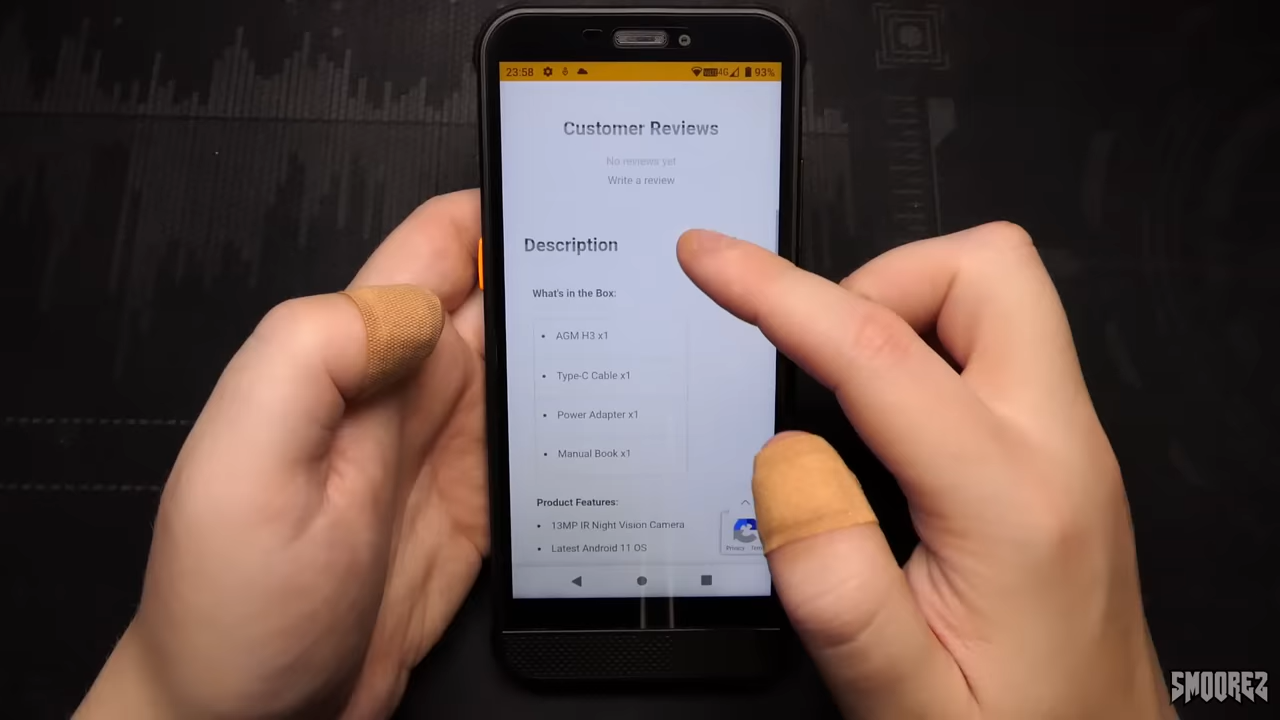 23:58
4G
93%
Customer Reviews
No reviews yet
Write a review
Description
What's in the Box:
AGM H3 x1
Type-C Cable x1
Power Adapter x1
Manual Book x1
Product Features:
13MP IR Night Vision Camera
Latest Android 11 OS
Privacy
SMOOREZ